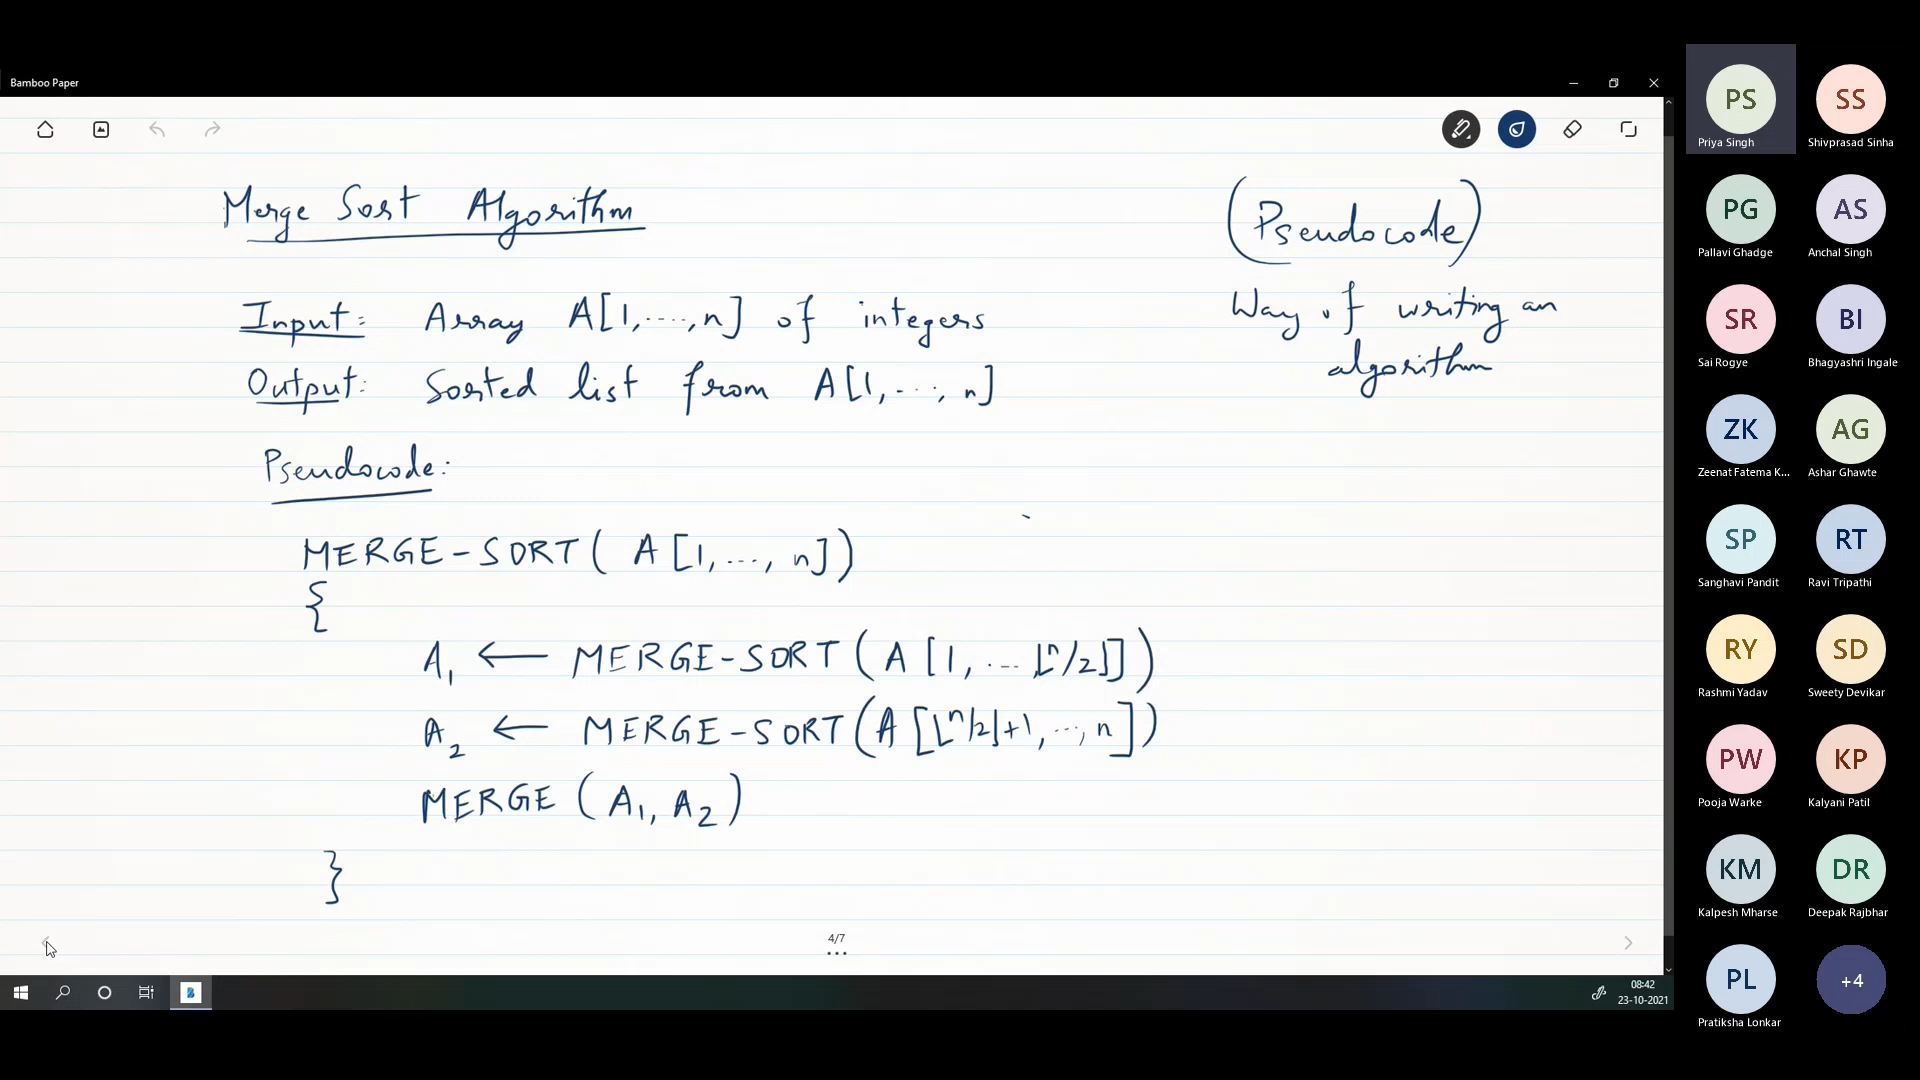 Bamboo Paper
Merge Sort Algorithm
(Pseudocode)
Way of writing an
algorithm
Input: Array A[1,...,n] of integers
Output: Sorted list from A[1,...,n]
Pseudocode:
MERGE-SORT( A[1,...,n])
{
A₁ ← MERGE-SORT(A[1,...⌊n/2⌋])
A₂ ← MERGE-SORT(A[⌊n/2⌋+1,...,n])
MERGE (A₁, A₂)
}
4/7
08:42
23-10-2021
PS
Priya Singh
SS
Shivprasad Sinha
PG
Pallavi Ghadge
AS
Anchal Singh
SR
Sai Rogye
BI
Bhagyashri Ingale
ZK
Zeenat Fatema K...
AG
Ashar Ghawte
SP
Sanghavi Pandit
RT
Ravi Tripathi
RY
Rashmi Yadav
SD
Sweety Devikar
PW
Pooja Warke
KP
Kalyani Patil
KM
Kalpesh Mharse
DR
Deepak Rajbhar
PL
Pratiksha Lonkar
+4